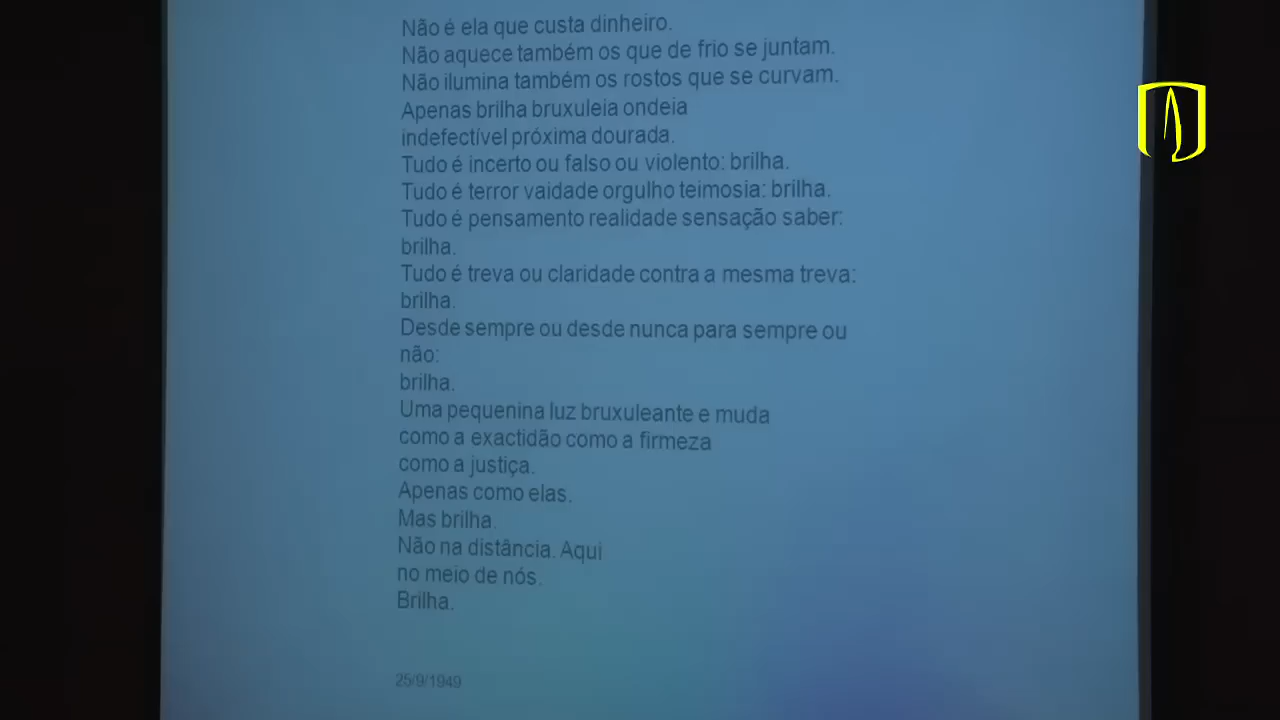 Não é ela que custa dinheiro.
Não aquece também os que de frio se juntam.
Não ilumina também os rostos que se curvam.
Apenas brilha bruxuleia ondeia
indefectível próxima dourada.
Tudo é incerto ou falso ou violento: brilha.
Tudo é terror vaidade orgulho teimosia: brilha.
Tudo é pensamento realidade sensação saber:
brilha.
Tudo é treva ou claridade contra a mesma treva:
brilha.
Desde sempre ou desde nunca para sempre ou
não:
brilha.
Uma pequenina luz bruxuleante e muda
como a exactidão como a firmeza
como a justiça.
Apenas como elas.
Mas brilha.
Não na distância. Aqui
no meio de nós.
Brilha.
25/9/1949